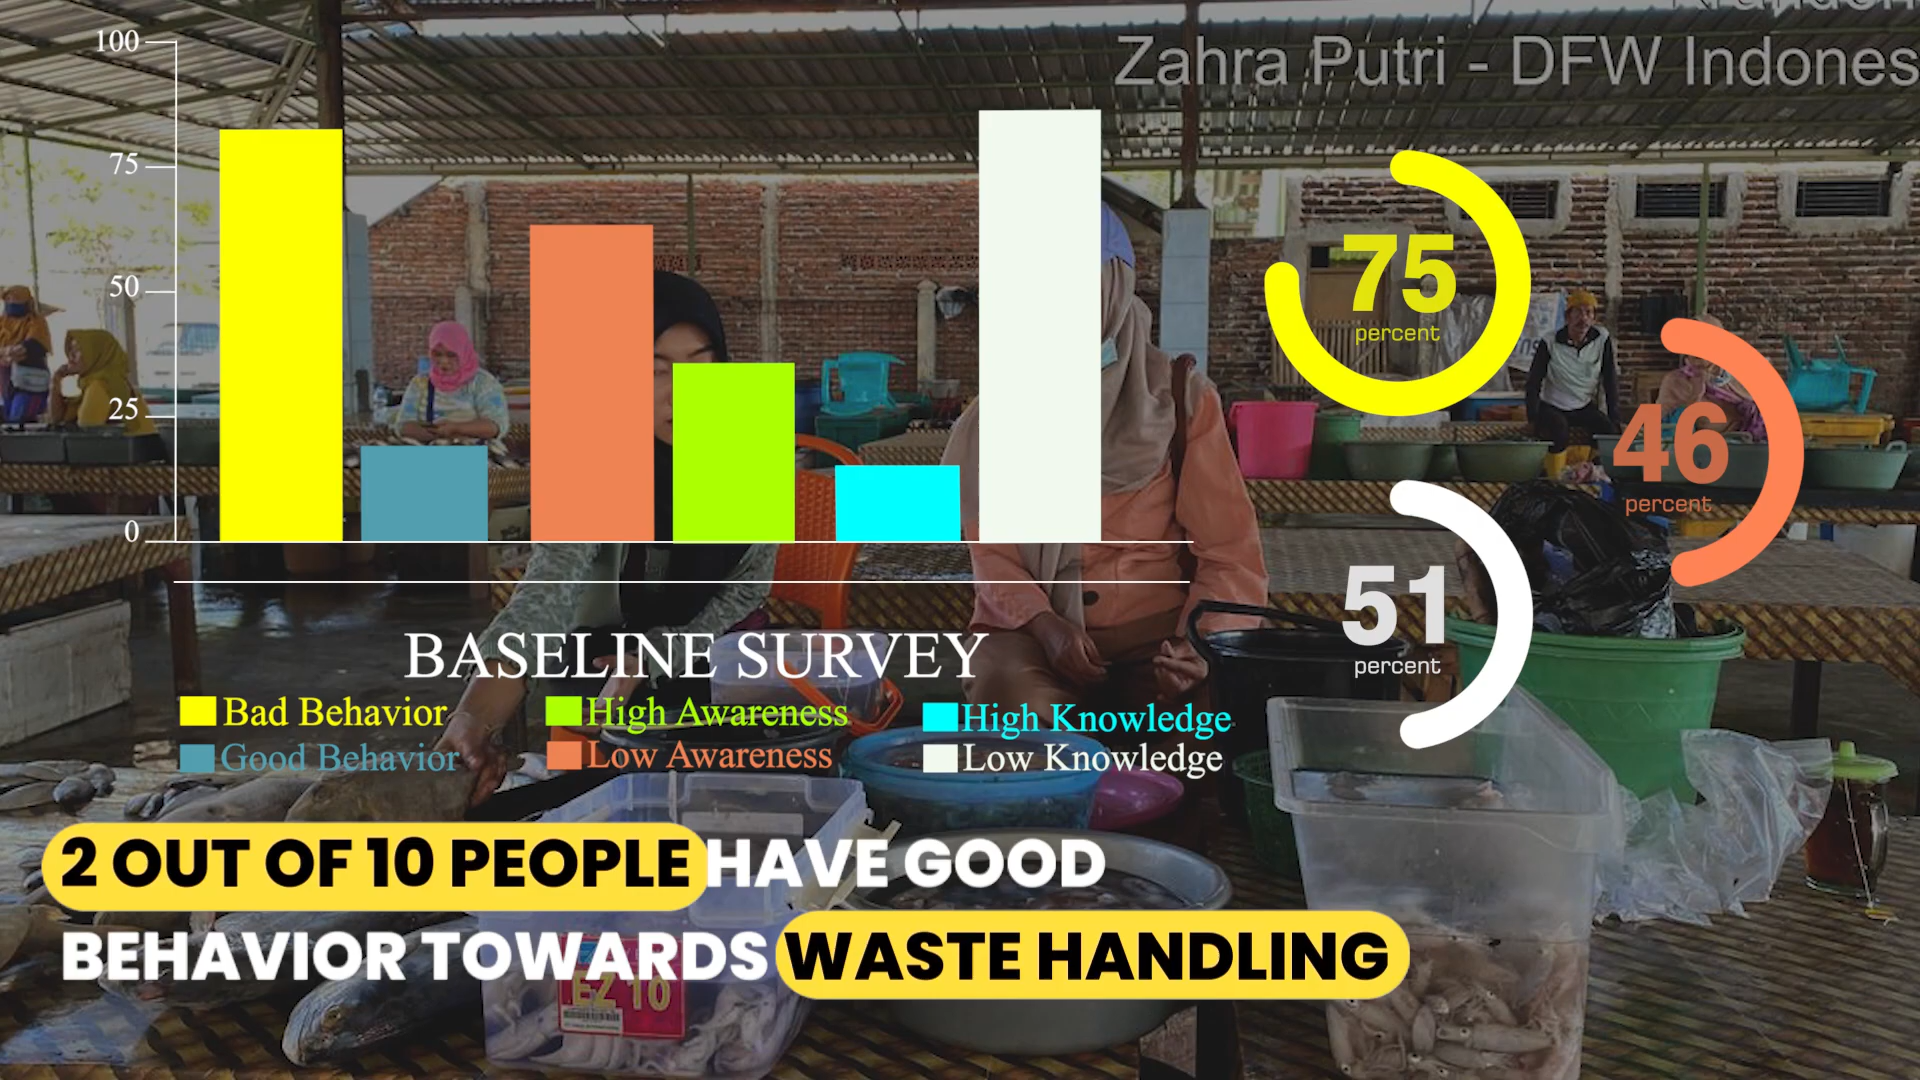 Zahra Putri - DFW Indones
100
75
50
25
0
75
percent
46
percent
51
percent
BASELINE SURVEY
Bad Behavior
High Awareness
High Knowledge
Good Behavior
Low Awareness
Low Knowledge
2 OUT OF 10 PEOPLE HAVE GOOD
BEHAVIOR TOWARDS WASTE HANDLING
EZ 10